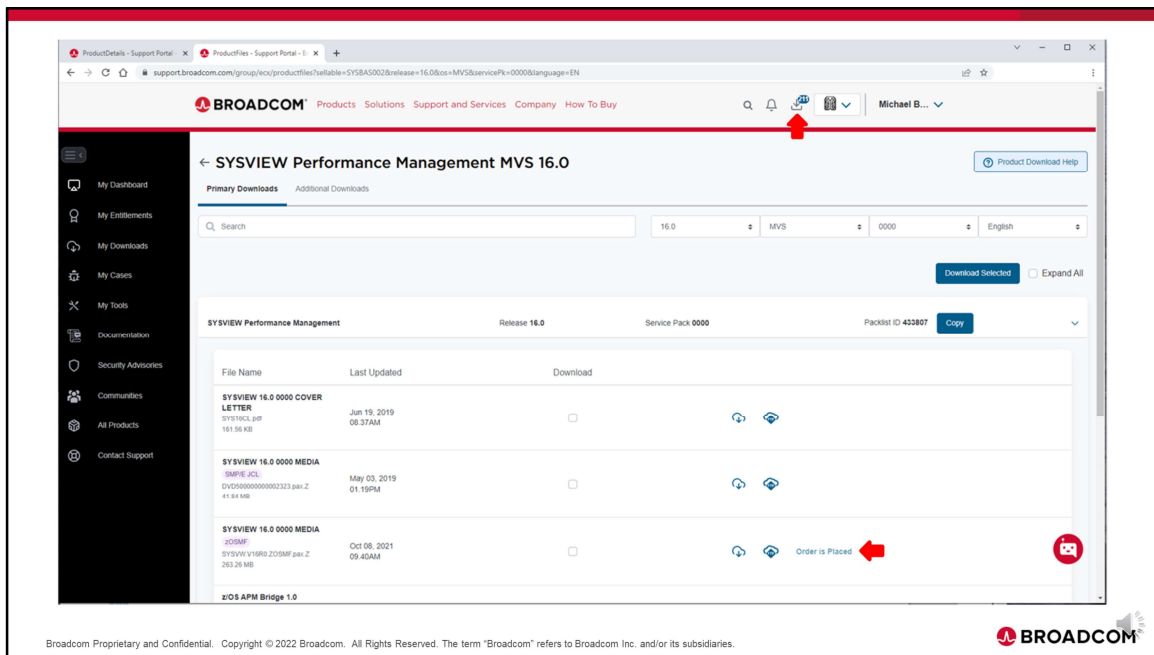 ProductDetails - Support Portal -
ProductFiles - Support Portal - B
support.broadcom.com/group/ecx/productfiles?sellable=SYSBAS002&release=16.0&os=MVS&servicePk=0000&language=EN
BROADCOM Products Solutions Support and Services Company How To Buy
Michael B...
SYSVIEW Performance Management MVS 16.0
Product Download Help
Primary Downloads Additional Downloads
Search 16.0 MVS 0000 English
Download Selected Expand All
My Dashboard
My Entitlements
My Downloads
My Cases
My Tools
Documentation
Security Advisories
Communities
All Products
Contact Support
SYSVIEW Performance Management Release 16.0 Service Pack 0000 Packlist ID 433807 Copy
File Name Last Updated Download
SYSVIEW 16.0 0000 COVER
LETTER
SYS16CL.pdf
161.56 KB
Jun 19, 2019
08.37AM
SYSVIEW 16.0 0000 MEDIA
SMP/E JCL
DVD500000000002323.pax.Z
41.84 MB
May 03, 2019
01.19PM
SYSVIEW 16.0 0000 MEDIA
zOSMF
SYSVW.V16R0.ZOSMF.pax.Z
263.26 MB
Oct 08, 2021
09.40AM
Order is Placed
z/OS APM Bridge 1.0
Broadcom Proprietary and Confidential. Copyright © 2022 Broadcom. All Rights Reserved. The term “Broadcom” refers to Broadcom Inc. and/or its subsidiaries.
BROADCOM